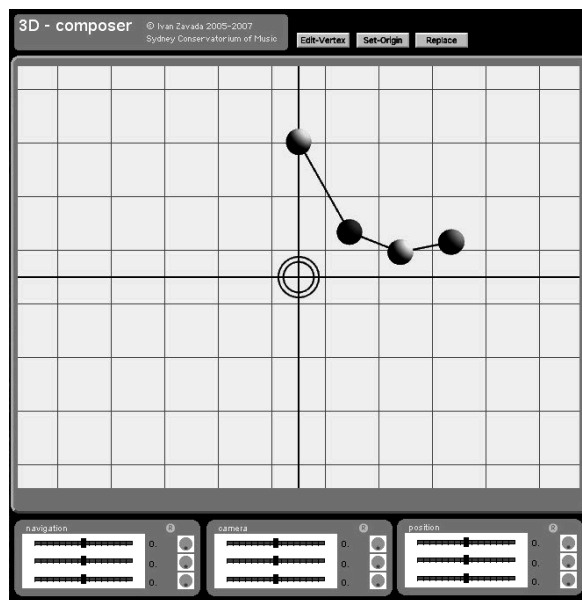 3D - composer
© Ivan Zavada 2005-2007
Sydney Conservatorium of Music
Edit-Vertex Set-Origin Replace
navigation R camera R position R
0. 0. 0.
0. 0. 0.
0. 0. 0.